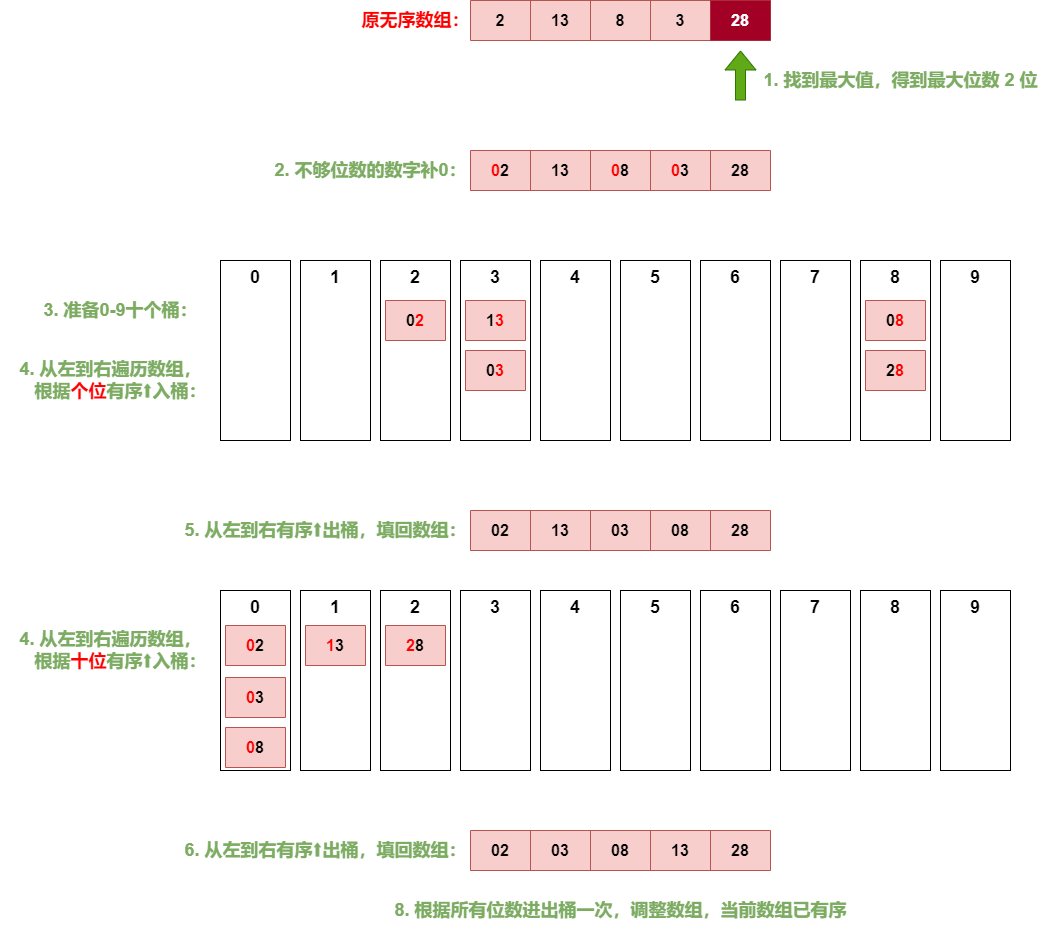 原无序数组： 2 13 8 3 28
1. 找到最大值，得到最大位数 2 位
2. 不够位数的数字补0： 02 13 08 03 28
0 1 2 3 4 5 6 7 8 9
3. 准备0-9十个桶： 02 13 08
4. 从左到右遍历数组， 03 28
根据个位有序⬆入桶：
5. 从左到右有序⬆出桶，填回数组： 02 13 03 08 28
0 1 2 3 4 5 6 7 8 9
4. 从左到右遍历数组， 02 13 28
根据十位有序⬆入桶：
03
08
6. 从左到右有序⬆出桶，填回数组： 02 03 08 13 28
8. 根据所有位数进出桶一次，调整数组，当前数组已有序